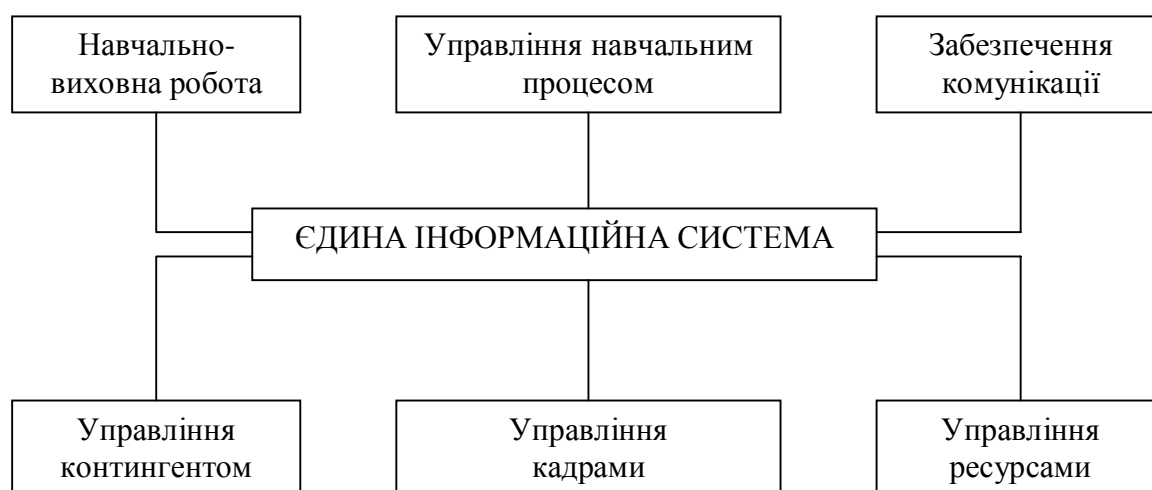 Навчально-
виховна робота
Управління навчальним
процесом
Забезпечення
комунікації
ЄДИНА ІНФОРМАЦІЙНА СИСТЕМА
Управління
контингентом
Управління
кадрами
Управління
ресурсами